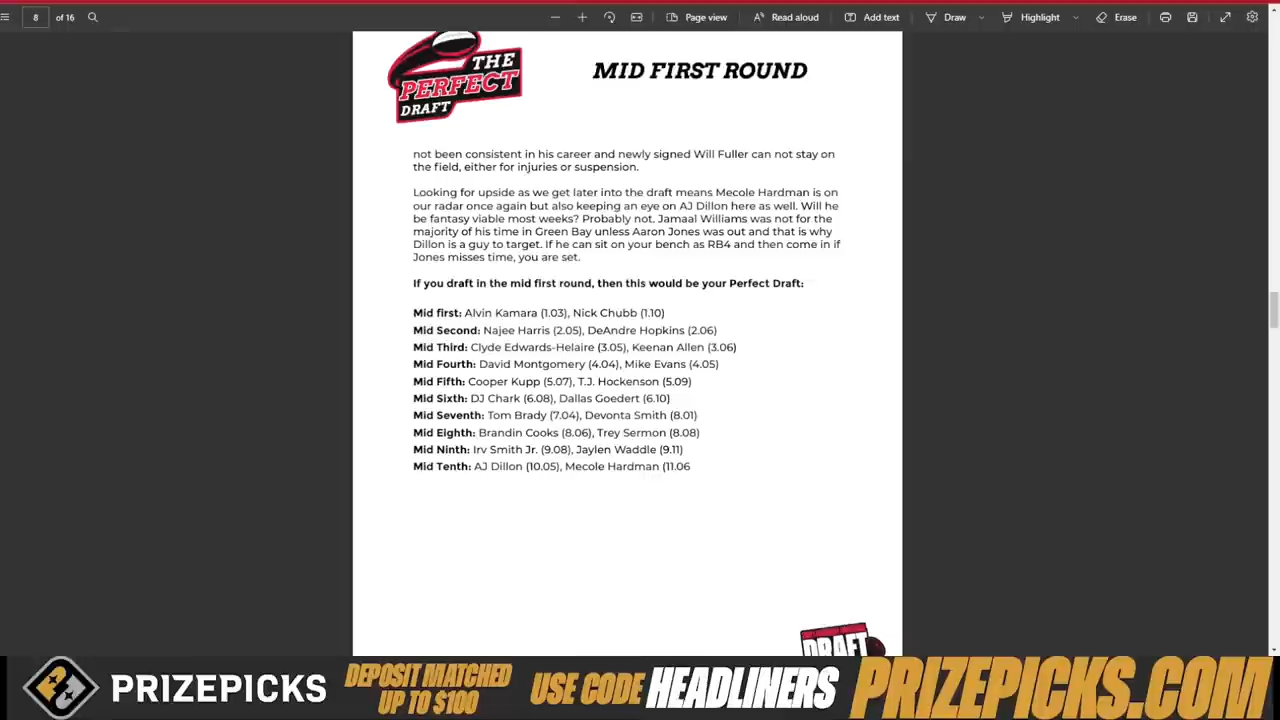 8 of 16
Page view
Read aloud
Add text
Draw
Highlight
Erase
THE
PERFECT
DRAFT
MID FIRST ROUND
not been consistent in his career and newly signed Will Fuller can not stay on
the field, either for injuries or suspension.
Looking for upside as we get later into the draft means Mecole Hardman is on
our radar once again but also keeping an eye on AJ Dillon here as well. Will he
be fantasy viable most weeks? Probably not. Jamaal Williams was not for the
majority of his time in Green Bay unless Aaron Jones was out and that is why
Dillon is a guy to target. If he can sit on your bench as RB4 and then come in if
Jones misses time, you are set.
If you draft in the mid first round, then this would be your Perfect Draft:
Mid first: Alvin Kamara (1.03), Nick Chubb (1.10)
Mid Second: Najee Harris (2.05), DeAndre Hopkins (2.06)
Mid Third: Clyde Edwards-Helaire (3.05), Keenan Allen (3.06)
Mid Fourth: David Montgomery (4.04), Mike Evans (4.05)
Mid Fifth: Cooper Kupp (5.07), T.J. Hockenson (5.09)
Mid Sixth: DJ Chark (6.08), Dallas Goedert (6.10)
Mid Seventh: Tom Brady (7.04), Devonta Smith (8.01)
Mid Eighth: Brandin Cooks (8.06), Trey Sermon (8.08)
Mid Ninth: Irv Smith Jr. (9.08), Jaylen Waddle (9.11)
Mid Tenth: AJ Dillon (10.05), Mecole Hardman (11.06
DRAFT
PRIZEPICKS
DEPOSIT MATCHED
UP TO $100
USE CODE HEADLINERS
PRIZEPICKS.COM